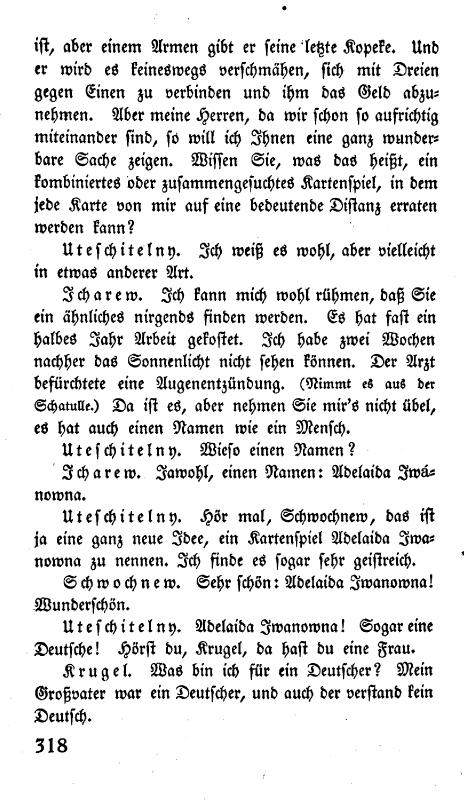 ist, aber einem Armen gibt er seine letzte Kopeke. Und
er wird es keineswegs verschmähen, sich mit Dreien
gegen Einen zu verbinden und ihm das Geld abzu-
nehmen. Aber meine Herren, da wir schon so aufrichtig
miteinander sind, so will ich Ihnen eine ganz wunder-
bare Sache zeigen. Wissen Sie, was das heißt, ein
kombiniertes oder zusammengesuchtes Kartenspiel, in dem
jede Karte von mir auf eine bedeutende Distanz erraten
werden kann?
Uteschitelny. Ich weiß es wohl, aber vielleicht
in etwas anderer Art.
Icharew. Ich kann mich wohl rühmen, daß Sie
ein ähnliches nirgends finden werden. Es hat fast ein
halbes Jahr Arbeit gekostet. Ich habe zwei Wochen
nachher das Sonnenlicht nicht sehen können. Der Arzt
befürchtete eine Augenentzündung. (Nimmt es aus der
Schatulle.) Da ist es, aber nehmen Sie mir's nicht übel,
es hat auch einen Namen wie ein Mensch.
Uteschitelny. Wieso einen Namen?
Icharew. Jawohl, einen Namen: Adelaida Iwá-
nowna.
Uteschitelny. Hör mal, Schwochnew, das ist
ja eine ganz neue Idee, ein Kartenspiel Adelaida Iwa-
nowna zu nennen. Ich finde es sogar sehr geistreich.
Schwochnew. Sehr schön: Adelaida Iwanowna!
Wunderschön.
Uteschitelny. Adelaida Iwanowna! Sogar eine
Deutsche! Hörst du, Krugel, da hast du eine Frau.
Krugel. Was bin ich für ein Deutscher? Mein
Großvater war ein Deutscher, und auch der verstand kein
Deutsch.
318